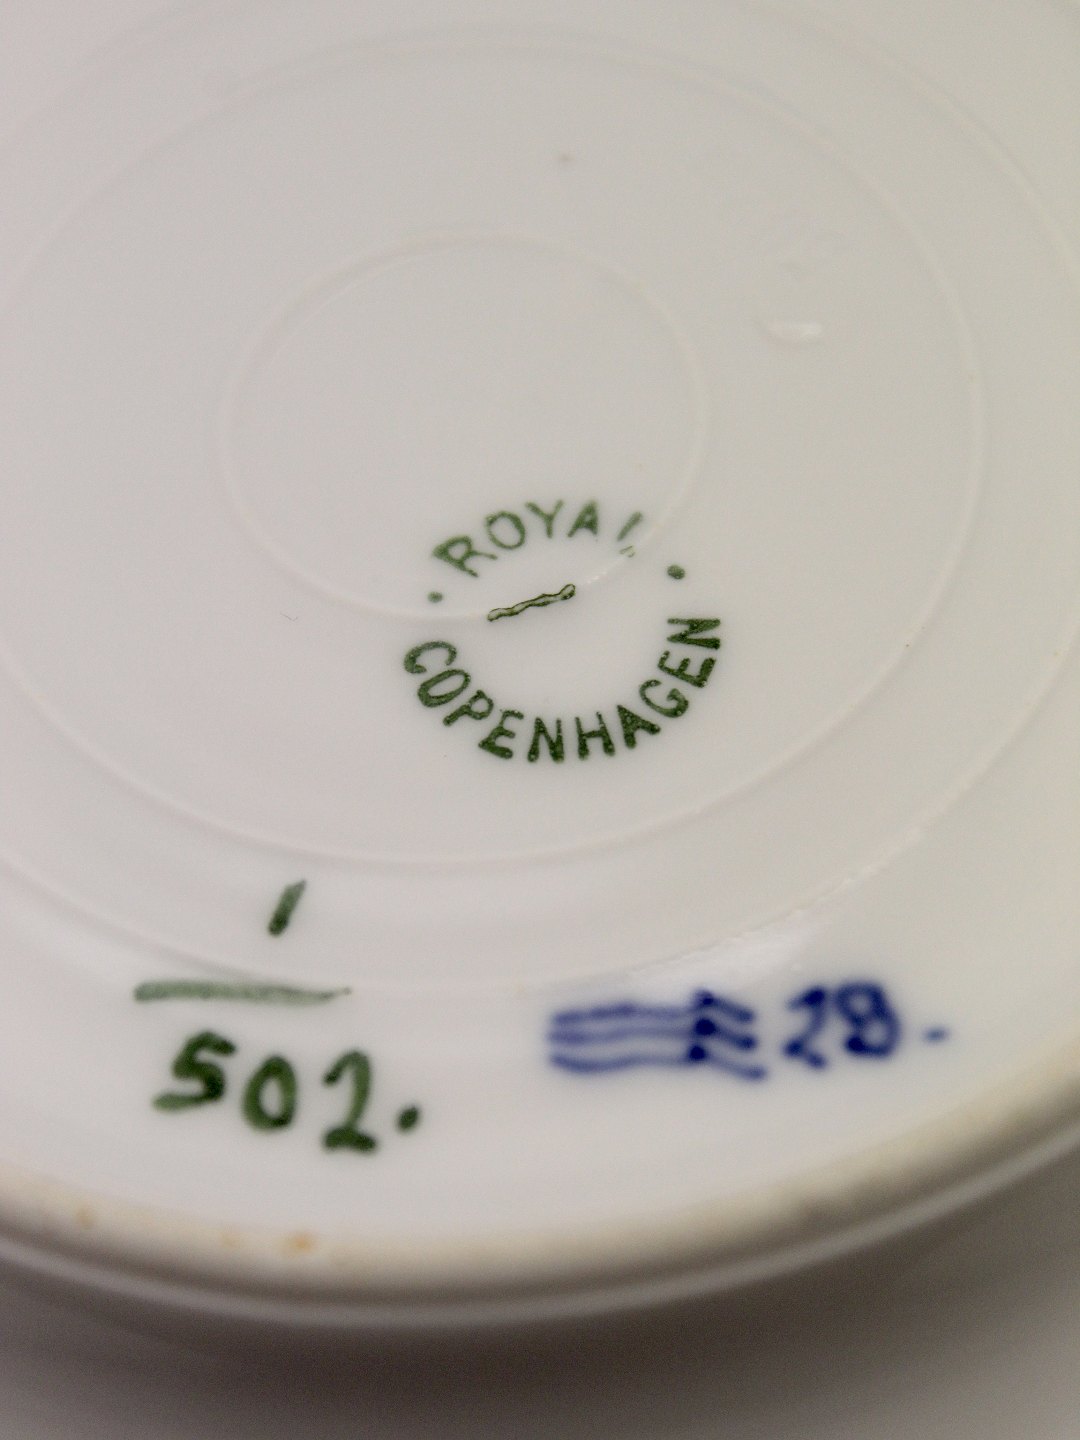 · ROYAL ·
COPENHAGEN
1
502.
28.